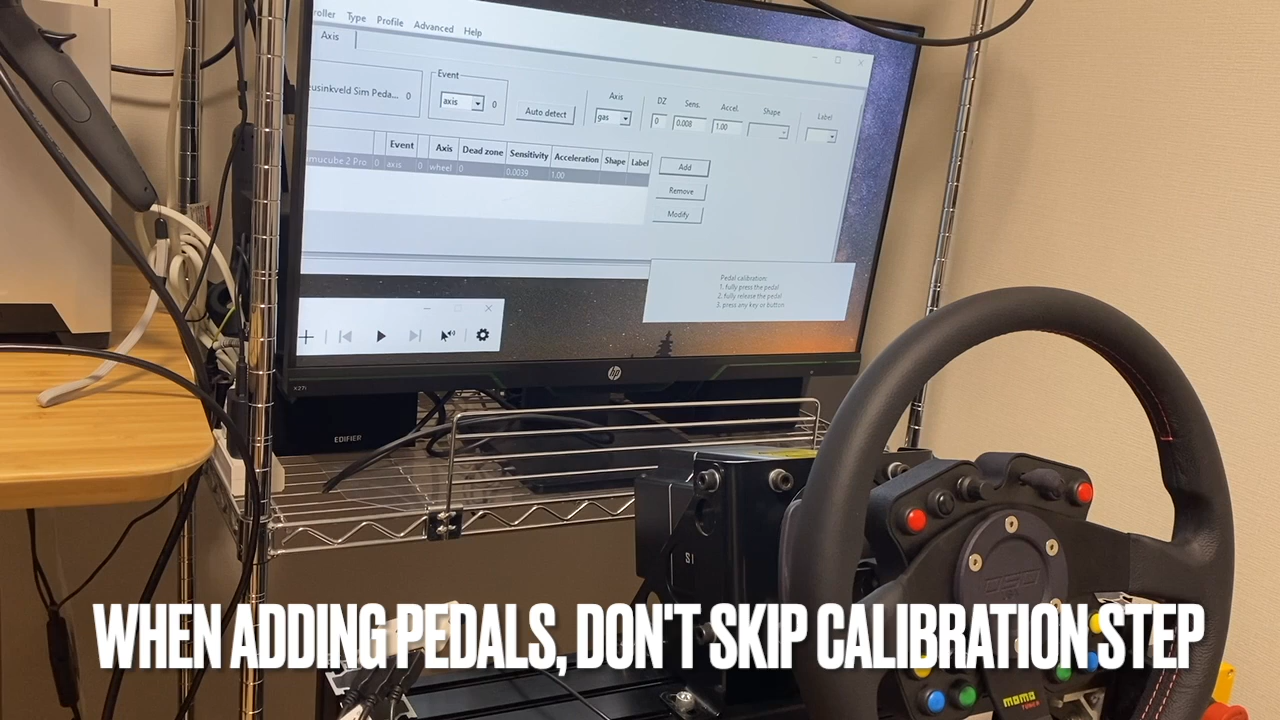 Type Profile Advanced Help
Axis
Event
Axis
DZ Sens. Accel. Shape Label
eusinkveld Sim Peda... 0
axis 0
Auto detect
gas
0 0.008 1.00
Event Axis Dead zone Sensitivity Acceleration Shape Label
mucube 2 Pro 0 axis 0 wheel 0 0.0039 1.00
Add
Remove
Modify
Pedal calibration:
1. fully press the pedal
2. fully release the pedal
3. press any key or button
hp
X27i
EDIFIER
S1
momo
WHEN ADDING PEDALS, DON'T SKIP CALIBRATION STEP